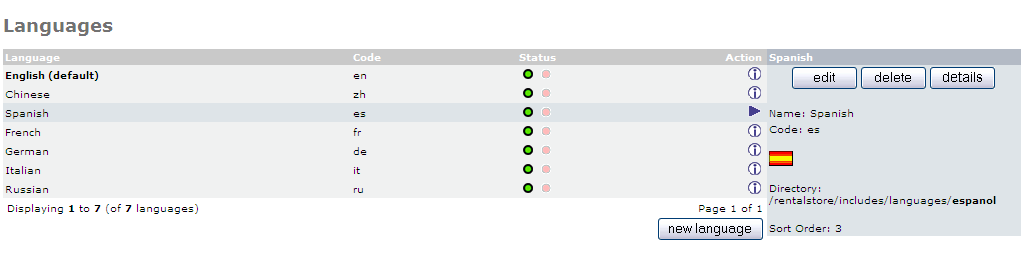 Languages
Language Code Status Action
English (default) en
Chinese zh
Spanish es
French fr
German de
Italian it
Russian ru
Displaying 1 to 7 (of 7 languages) Page 1 of 1
new language
Spanish
edit delete details
Name: Spanish
Code: es
Directory:
/rentalstore/includes/languages/espanol
Sort Order: 3